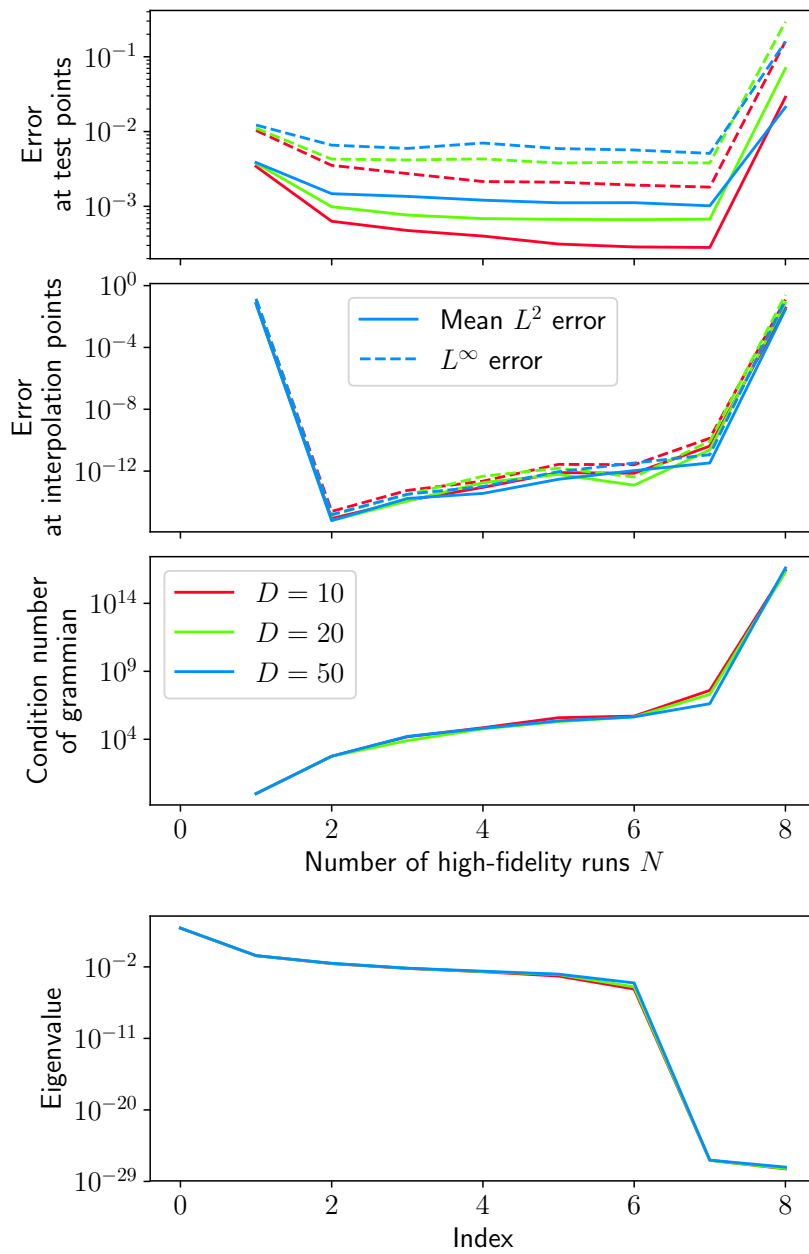 Error
at test points
10^{-1}
10^{-2}
10^{-3}
Error
at interpolation points
10^{0}
10^{-4}
10^{-8}
10^{-12}
Mean L^{2} error
L^{∞} error
Condition number
of grammian
10^{14}
10^{9}
10^{4}
D = 10
D = 20
D = 50
0 2 4 6 8
Number of high-fidelity runs N
Eigenvalue
10^{-2}
10^{-11}
10^{-20}
10^{-29}
0 2 4 6 8
Index